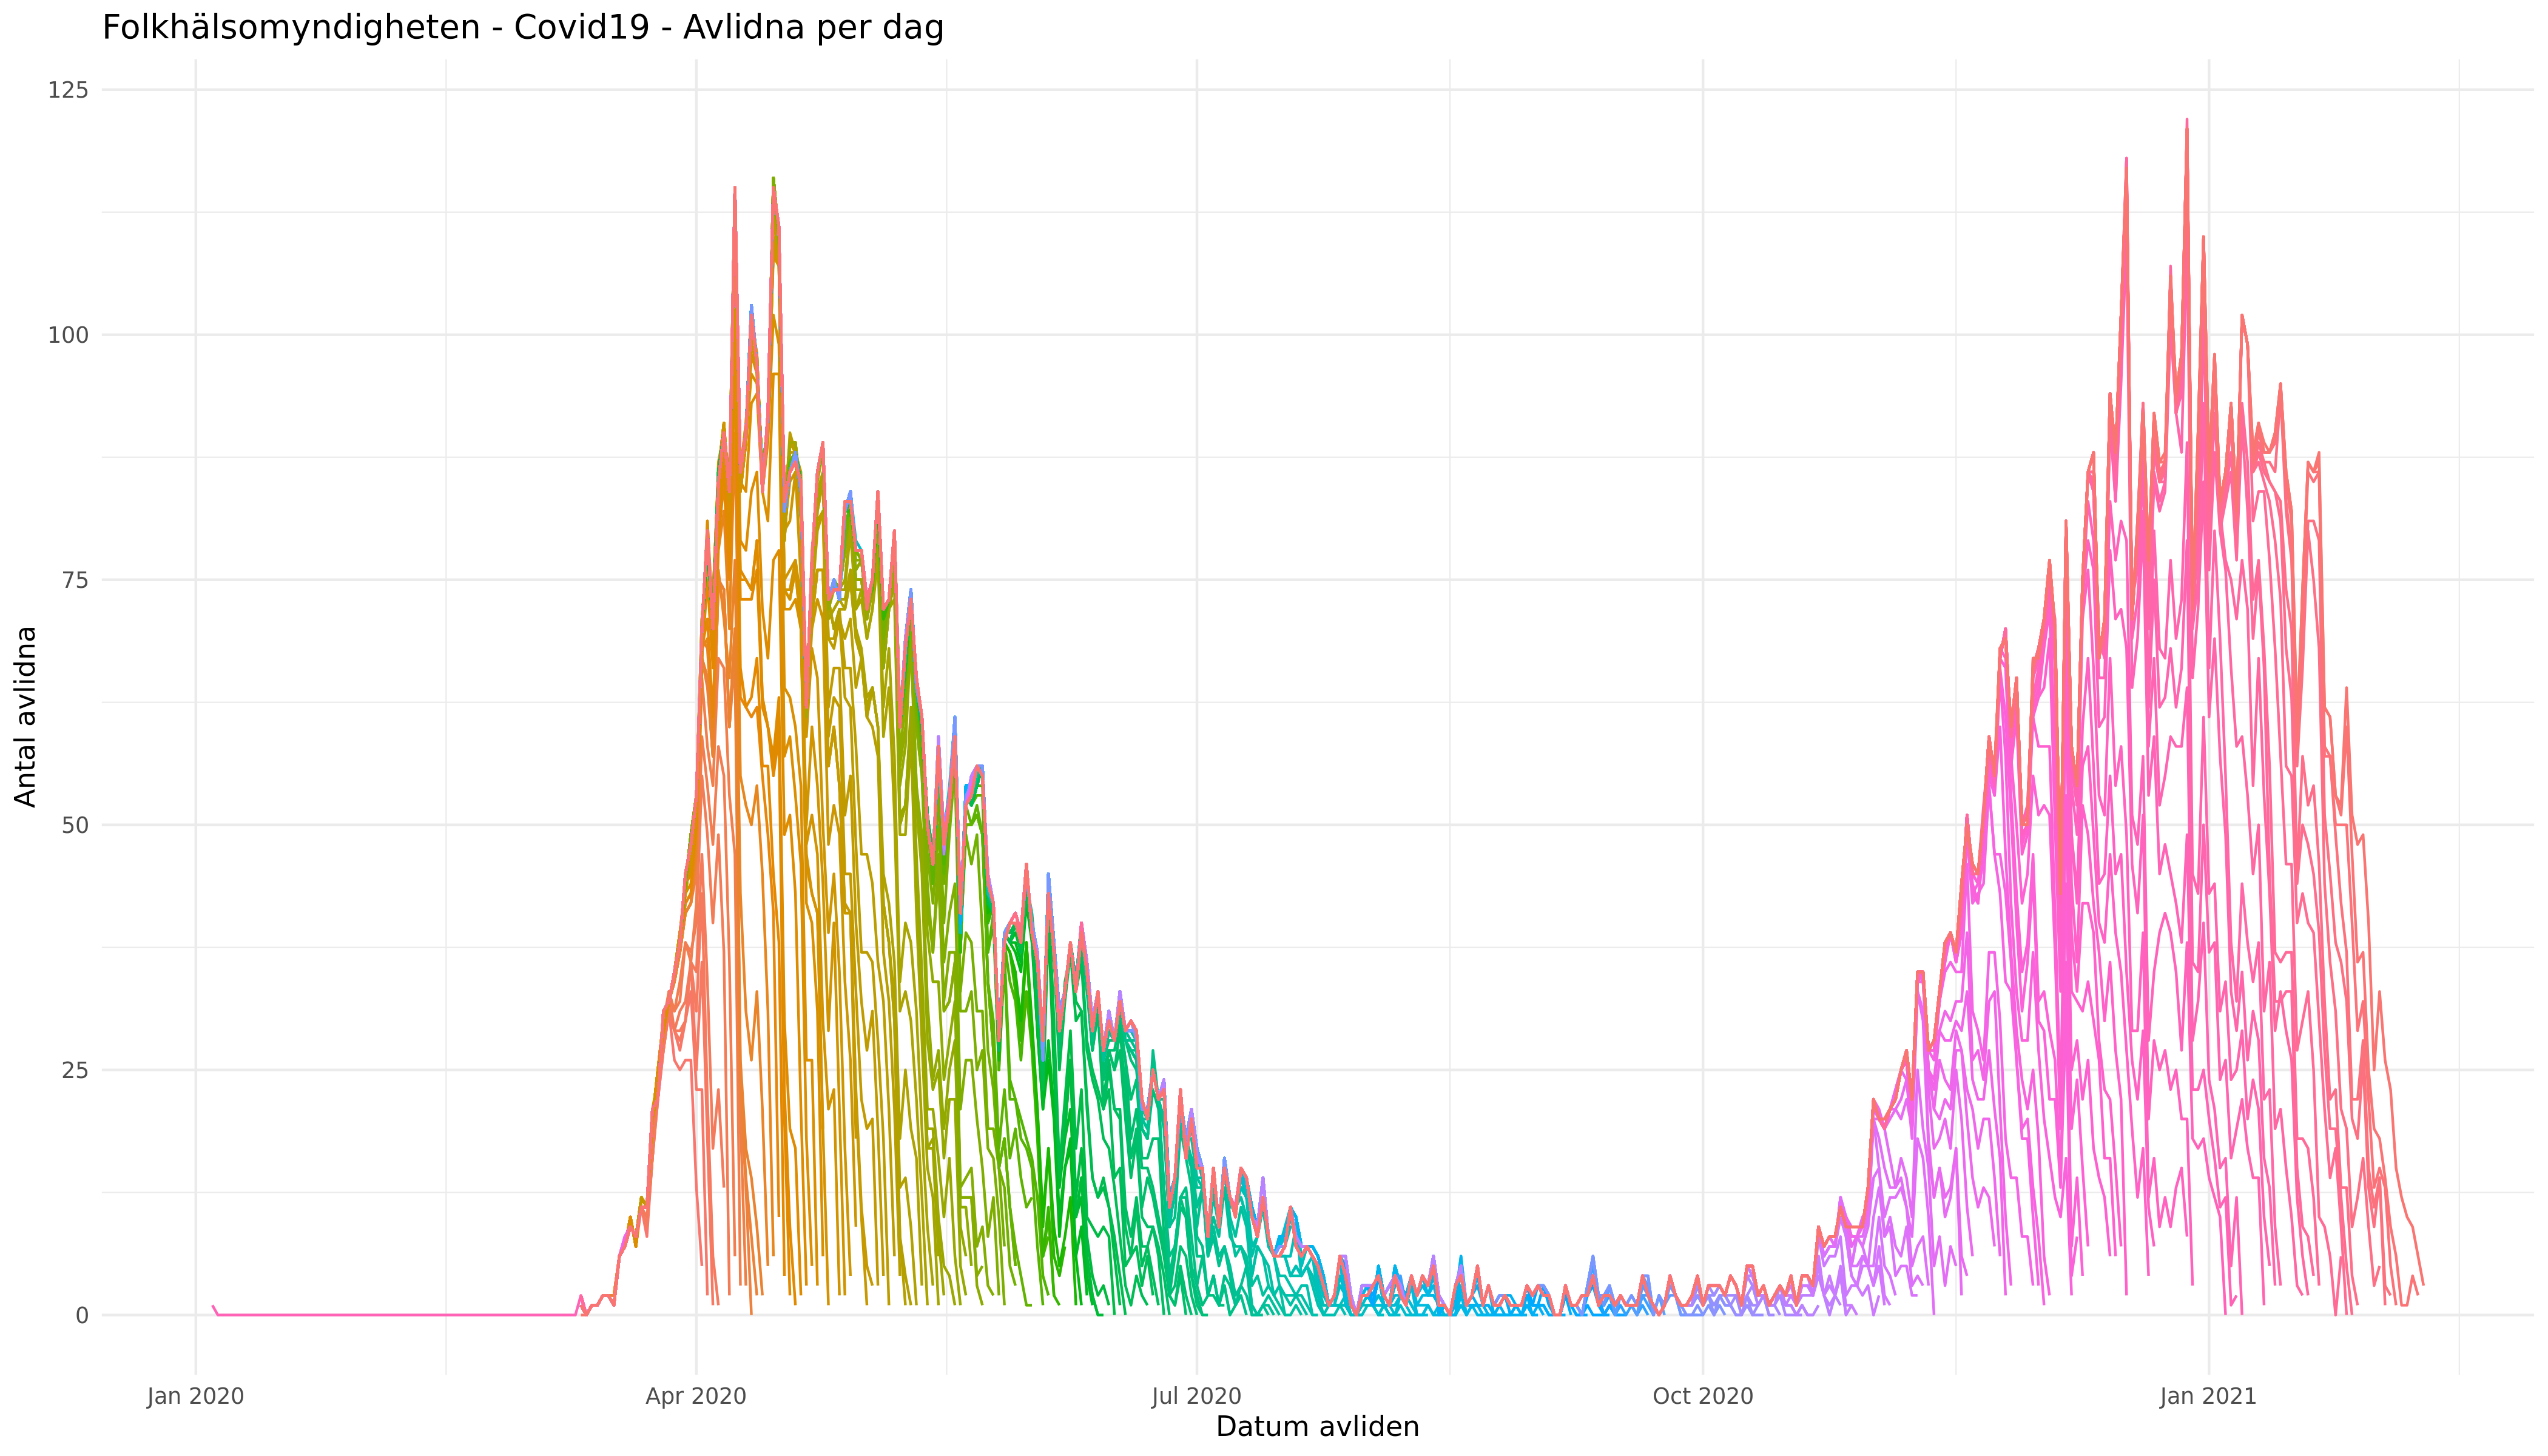 Folkhälsomyndigheten - Covid19 - Avlidna per dag
125
100
75
50
25
0
Antal avlidna
Jan 2020
Apr 2020
Jul 2020
Oct 2020
Jan 2021
Datum avliden